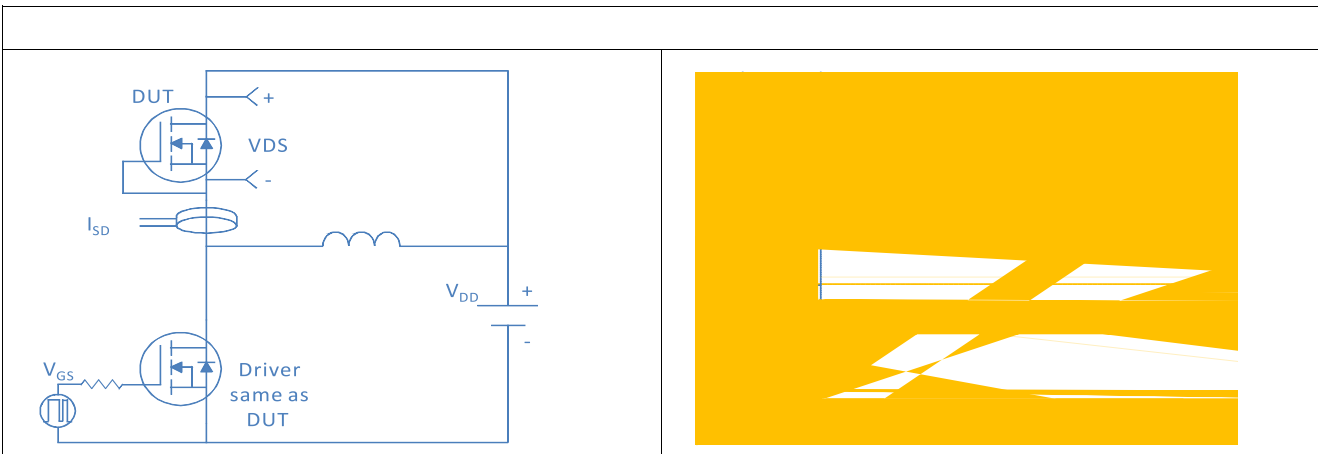 DUT
+
VDS
-
ISD
VDD
+
-
VGS
Driver
same as
DUT